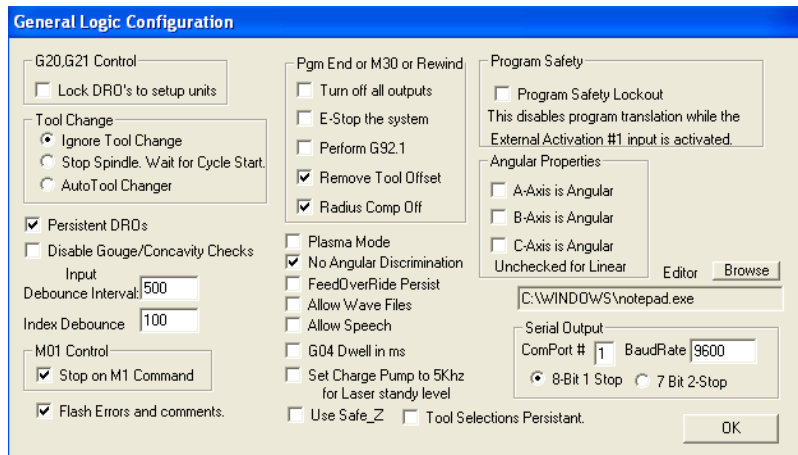 General Logic Configuration
G20,G21 Control
Lock DRO's to setup units
Tool Change
Ignore Tool Change
Stop Spindle. Wait for Cycle Start.
AutoTool Changer
Persistent DROs
Disable Gouge/Concavity Checks
Input
Debounce Interval: 500
Index Debounce 100
M01 Control
Stop on M1 Command
Flash Errors and comments.
Pgm End or M30 or Rewind
Turn off all outputs
E-Stop the system
Perform G92.1
Remove Tool Offset
Radius Comp Off
Plasma Mode
No Angular Discrimination
FeedOverRide Persist
Allow Wave Files
Allow Speech
G04 Dwell in ms
Set Charge Pump to 5Khz
for Laser standy level
Use Safe_Z Tool Selections Persistant.
Program Safety
Program Safety Lockout
This disables program translation while the
External Activation #1 input is activated.
Angular Properties
A-Axis is Angular
B-Axis is Angular
C-Axis is Angular
Unchecked for Linear
Editor Browse
C:\WINDOWS\notepad.exe
Serial Output
ComPort # 1 BaudRate 9600
8-Bit 1 Stop 7 Bit 2-Stop
OK